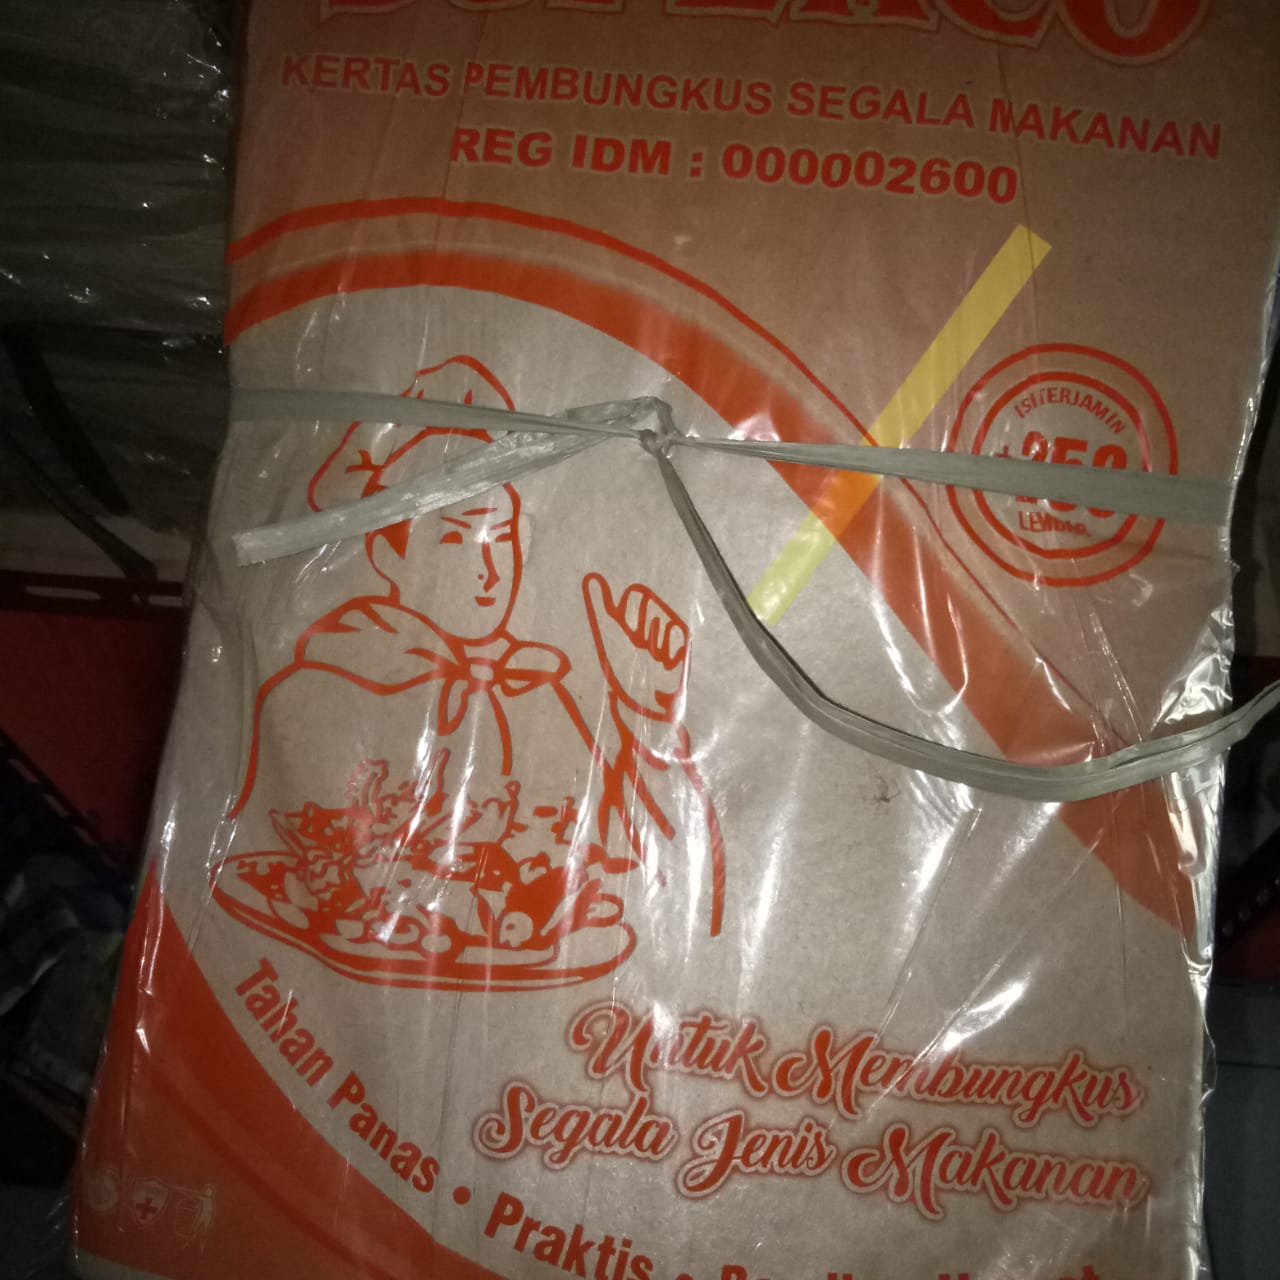 KERTAS PEMBUNGKUS SEGALA MAKANAN
REG IDM : 000002600
ISI TERJAMIN
LEMBAR
Untuk Membungkus
Segala Jenis Makanan
Tahan Panas • Praktis •